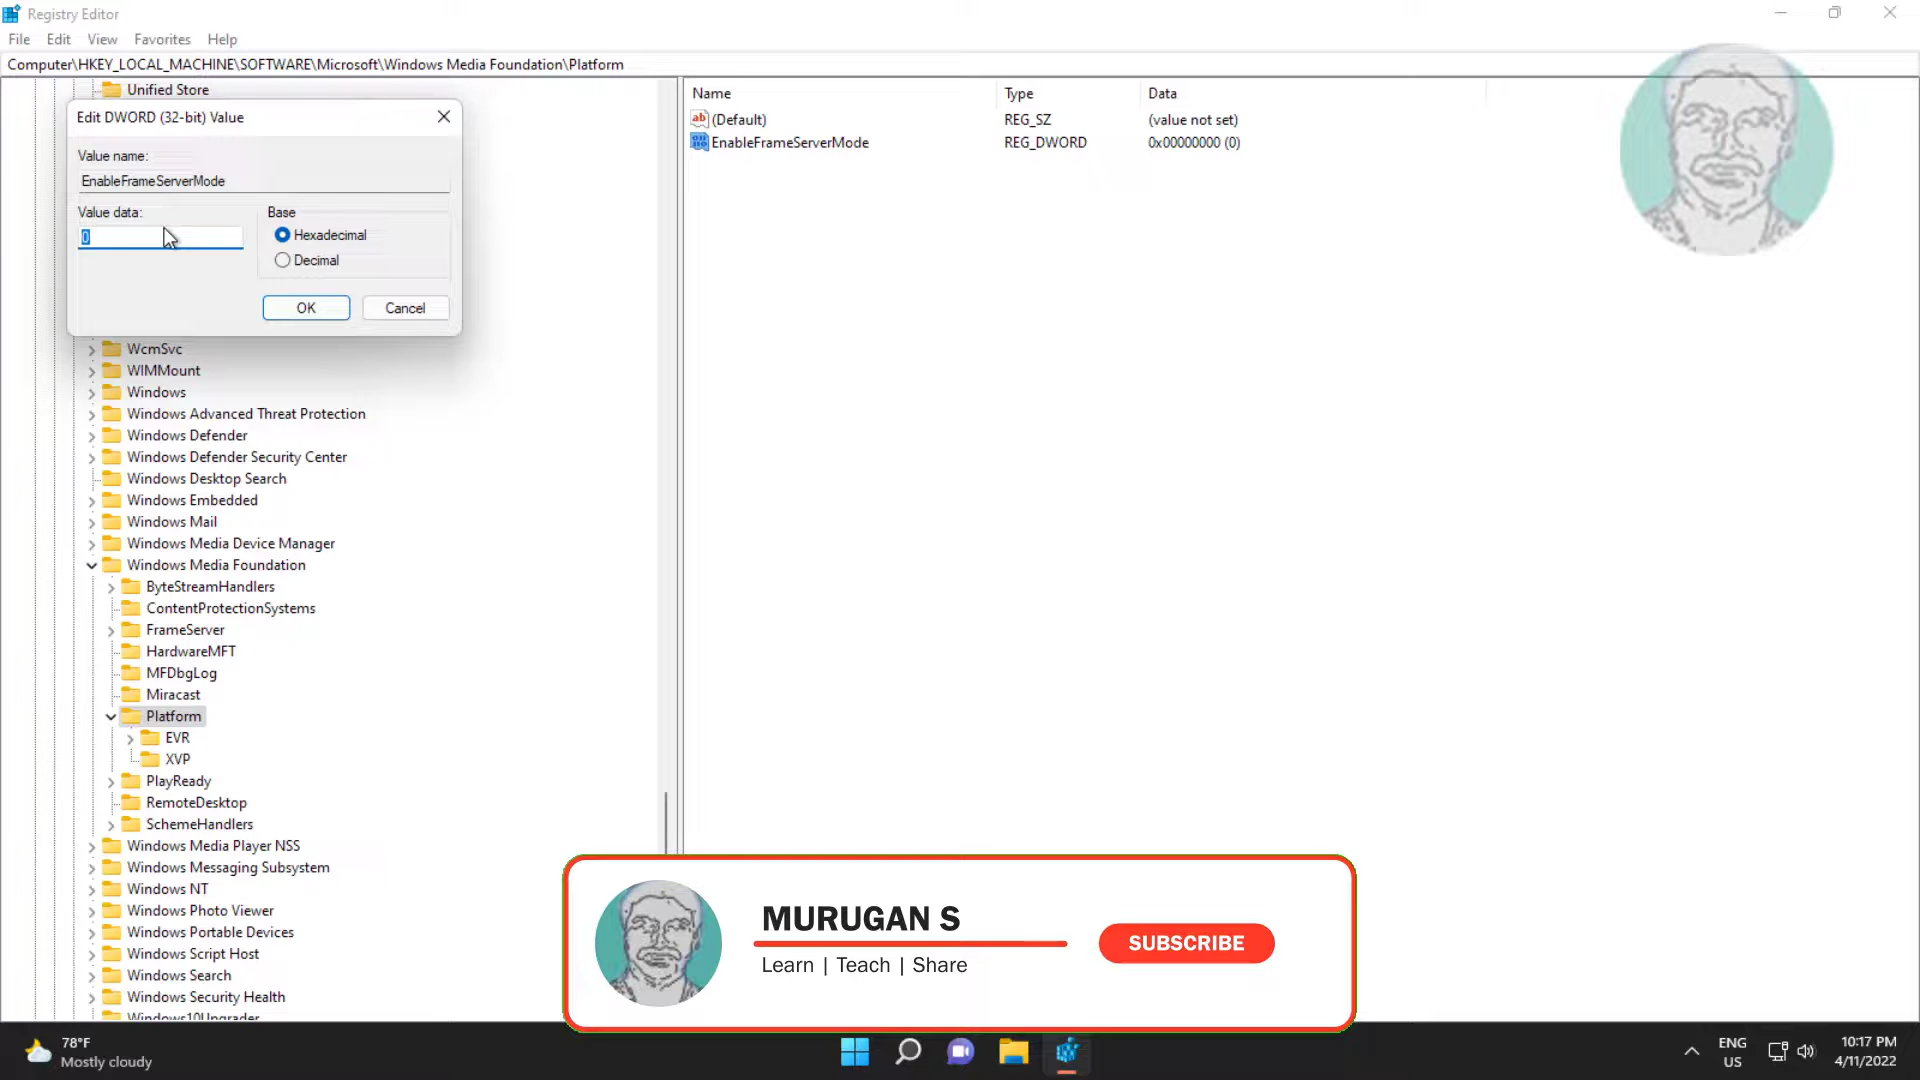 Registry Editor
File Edit View Favorites Help
Computer\HKEY_LOCAL_MACHINE\SOFTWARE\Microsoft\Windows Media Foundation\Platform
Unified Store
Edit DWORD (32-bit) Value
Value name:
EnableFrameServerMode
Value data:
0
Base
Hexadecimal
Decimal
OK
Cancel
WcmSvc
WIMMount
Windows
Windows Advanced Threat Protection
Windows Defender
Windows Defender Security Center
Windows Desktop Search
Windows Embedded
Windows Mail
Windows Media Device Manager
Windows Media Foundation
ByteStreamHandlers
ContentProtectionSystems
FrameServer
HardwareMFT
MFDbgLog
Miracast
Platform
EVR
XVP
PlayReady
RemoteDesktop
SchemeHandlers
Windows Media Player NSS
Windows Messaging Subsystem
Windows NT
Windows Photo Viewer
Windows Portable Devices
Windows Script Host
Windows Search
Windows Security Health
Windows10Upgrader
Name Type Data
(Default) REG_SZ (value not set)
EnableFrameServerMode REG_DWORD 0x00000000 (0)
MURUGAN S
Learn | Teach | Share
SUBSCRIBE
78°F
Mostly cloudy
ENG
US
10:17 PM
4/11/2022